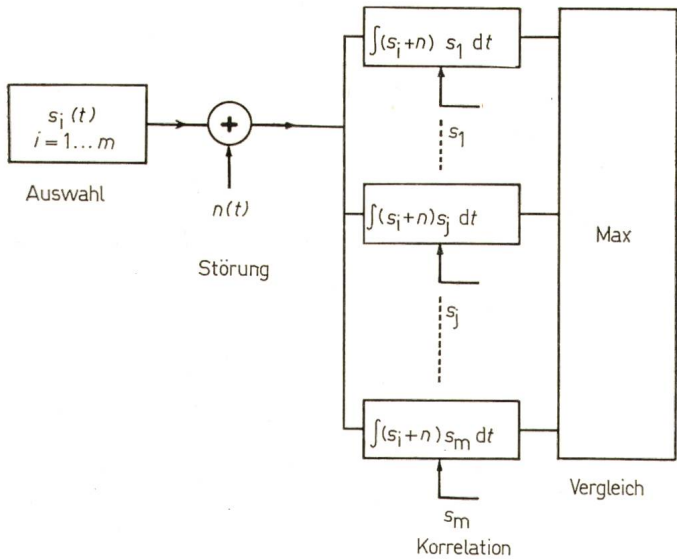 s_i(t)
i = 1...m
Auswahl
+
n(t)
Störung
∫(s_i+n) s_1 dt
s_1
∫(s_i+n)s_j dt
s_j
∫(s_i+n)s_m dt
s_m
Korrelation
Max
Vergleich